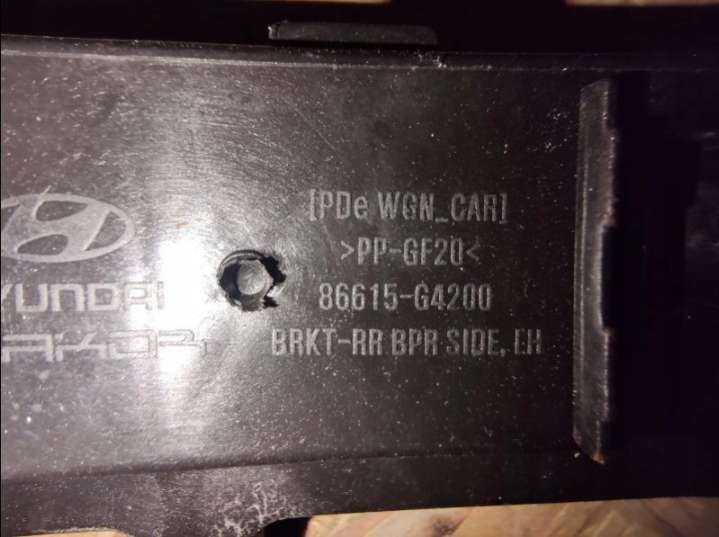 [PDe WGN_CAR]
>PP-GF20<
86615-G4200
HYUNDAI
BRKT-RR BPR SIDE, LH